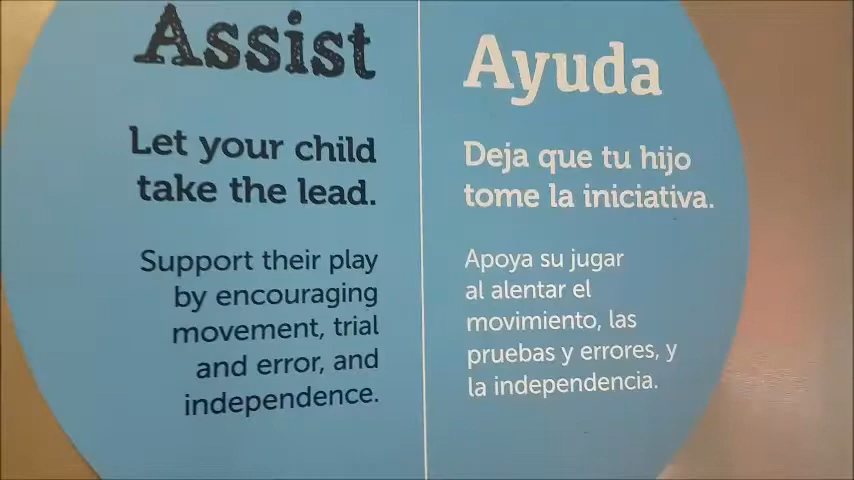 Assist
Let your child
take the lead.
Support their play
by encouraging
movement, trial
and error, and
independence.
Ayuda
Deja que tu hijo
tome la iniciativa.
Apoya su jugar
al alentar el
movimiento, las
pruebas y errores, y
la independencia.